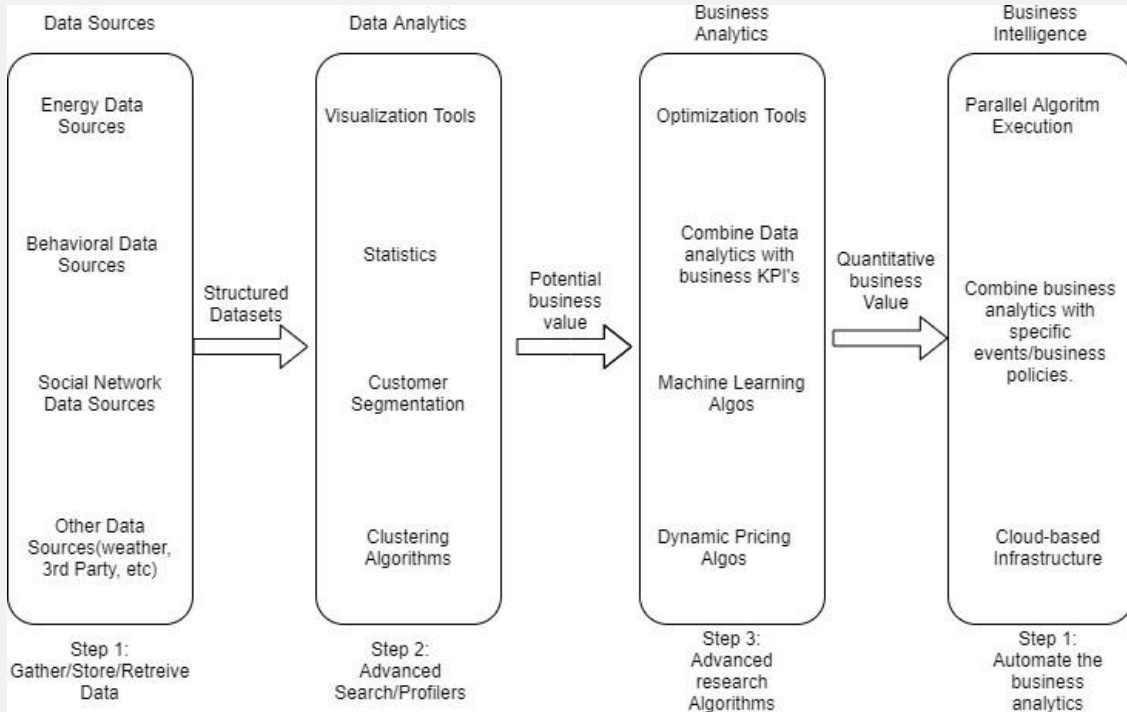 Data Sources
Energy Data
Sources
Behavioral Data
Sources
Social Network
Data Sources
Other Data
Sources(weather,
3rd Party, etc)
Step 1:
Gather/Store/Retreive
Data
Structured
Datasets
Data Analytics
Visualization Tools
Statistics
Customer
Segmentation
Clustering
Algorithms
Step 2:
Advanced
Search/Profilers
Potential
business
value
Business
Analytics
Optimization Tools
Combine Data
analytics with
business KPI's
Machine Learning
Algos
Dynamic Pricing
Algos
Step 3:
Advanced
research
Algorithms
Quantitative
business
Value
Business
Intelligence
Parallel Algoritm
Execution
Combine business
analytics with
specific
events/business
policies.
Cloud-based
Infrastructure
Step 1:
Automate the
business
analytics